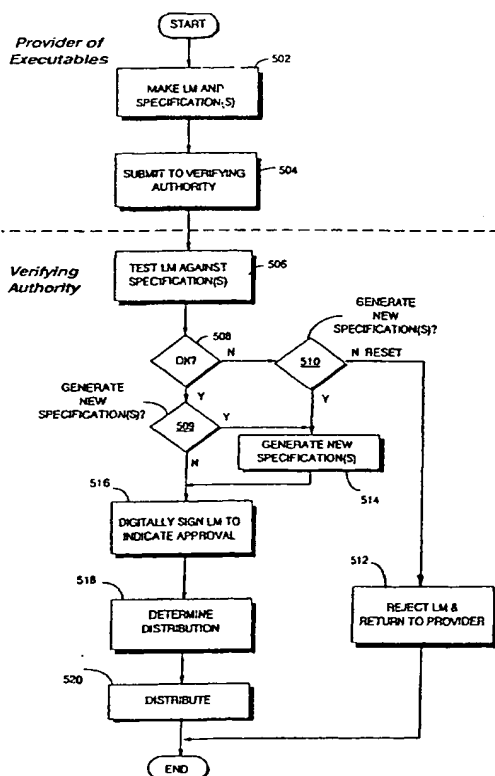 START
Provider of
Executables
502
MAKE LM AND
SPECIFICATION(S)
SUBMIT TO VERIFYING
AUTHORITY
504
Verifying
Authority
TEST LM AGAINST
SPECIFICATION(S)
506
508
OK?
N
GENERATE
NEW
SPECIFICATION(S)?
510
N RESET
Y
Y
GENERATE
NEW
SPECIFICATION(S)?
509
Y
N
GENERATE NEW
SPECIFICATION(S)
514
516
DIGITALLY SIGN LM TO
INDICATE APPROVAL
512
REJECT LM &
RETURN TO PROVIDER
518
DETERMINE
DISTRIBUTION
520
DISTRIBUTE
END